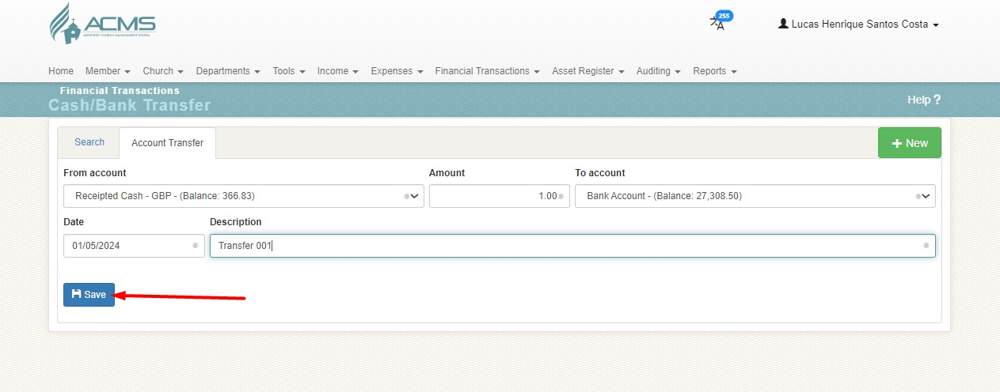 ACMS
ADVENTIST CHURCH MANAGEMENT SYSTEM
255
Lucas Henrique Santos Costa
Home Member Church Departments Tools Income Expenses Financial Transactions Asset Register Auditing Reports
Financial Transactions
Cash/Bank Transfer
Help ?
Search Account Transfer + New
From account Amount To account
Receipted Cash - GBP - (Balance: 366.83) 1.00 Bank Account - (Balance: 27,308.50)
Date Description
01/05/2024 Transfer 001
Save